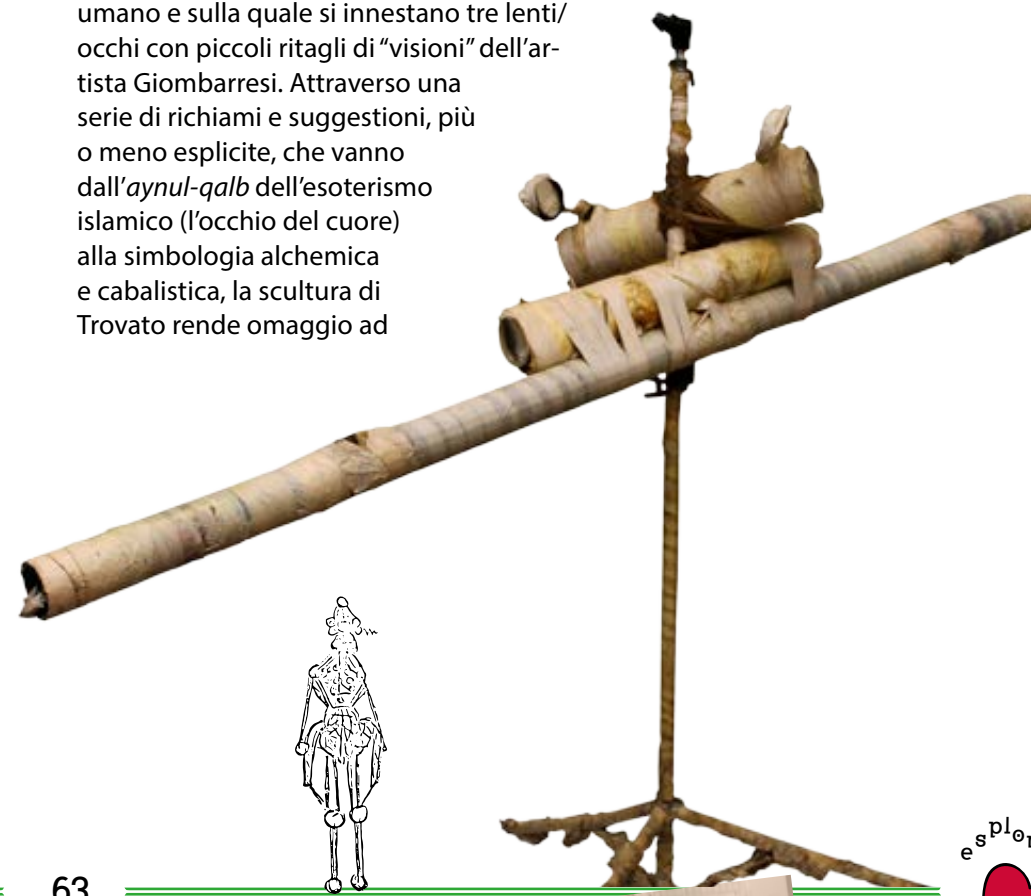 umano e sulla quale si innestano tre lenti/
occhi con piccoli ritagli di “visioni” dell’ar-
tista Giombarresi. Attraverso una
serie di richiami e suggestioni, più
o meno esplicite, che vanno
dall’aynul-qalb dell’esoterismo
islamico (l’occhio del cuore)
alla simbologia alchemica
e cabalistica, la scultura di
Trovato rende omaggio ad
63